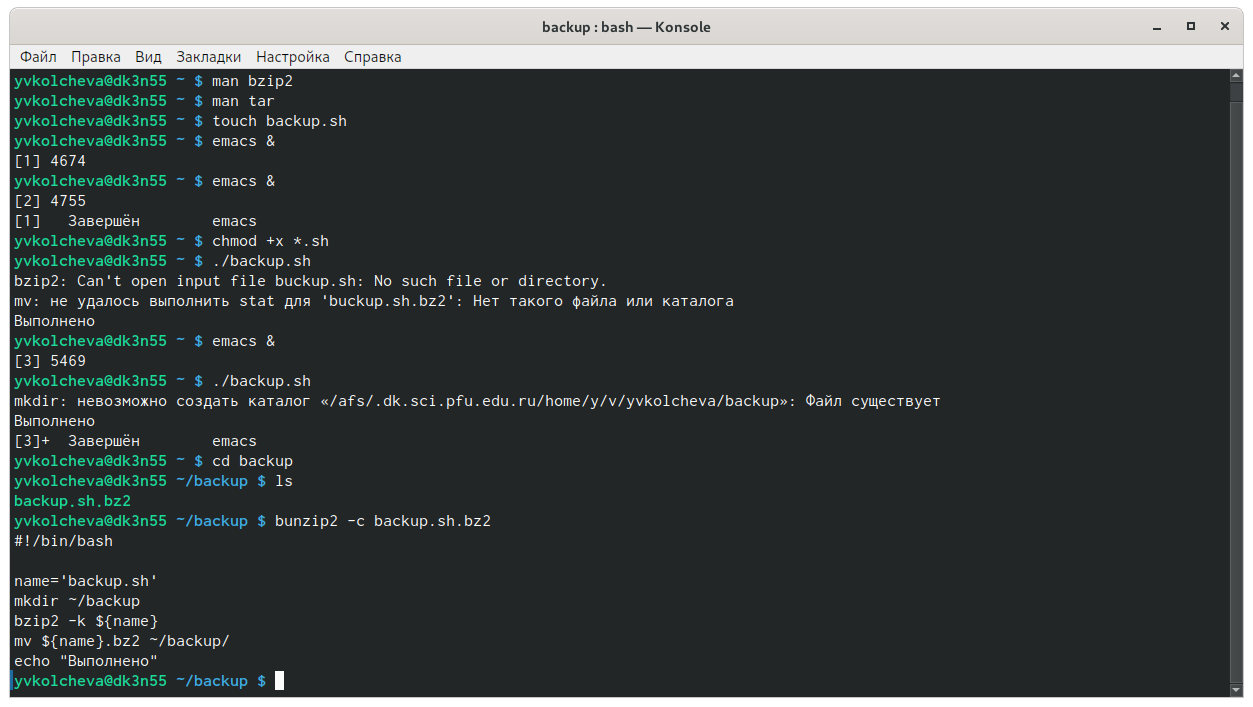 backup : bash — Konsole
Файл Правка Вид Закладки Настройка Справка
yvkolcheva@dk3n55 ~ $ man bzip2
yvkolcheva@dk3n55 ~ $ man tar
yvkolcheva@dk3n55 ~ $ touch backup.sh
yvkolcheva@dk3n55 ~ $ emacs &
[1] 4674
yvkolcheva@dk3n55 ~ $ emacs &
[2] 4755
[1]   Завершён        emacs
yvkolcheva@dk3n55 ~ $ chmod +x *.sh
yvkolcheva@dk3n55 ~ $ ./backup.sh
bzip2: Can't open input file buckup.sh: No such file or directory.
mv: не удалось выполнить stat для 'buckup.sh.bz2': Нет такого файла или каталога
Выполнено
yvkolcheva@dk3n55 ~ $ emacs &
[3] 5469
yvkolcheva@dk3n55 ~ $ ./backup.sh
mkdir: невозможно создать каталог «/afs/.dk.sci.pfu.edu.ru/home/y/v/yvkolcheva/backup»: Файл существует
Выполнено
[3]+  Завершён        emacs
yvkolcheva@dk3n55 ~ $ cd backup
yvkolcheva@dk3n55 ~/backup $ ls
backup.sh.bz2
yvkolcheva@dk3n55 ~/backup $ bunzip2 -c backup.sh.bz2
#!/bin/bash

name='backup.sh'
mkdir ~/backup
bzip2 -k ${name}
mv ${name}.bz2 ~/backup/
echo "Выполнено"
yvkolcheva@dk3n55 ~/backup $